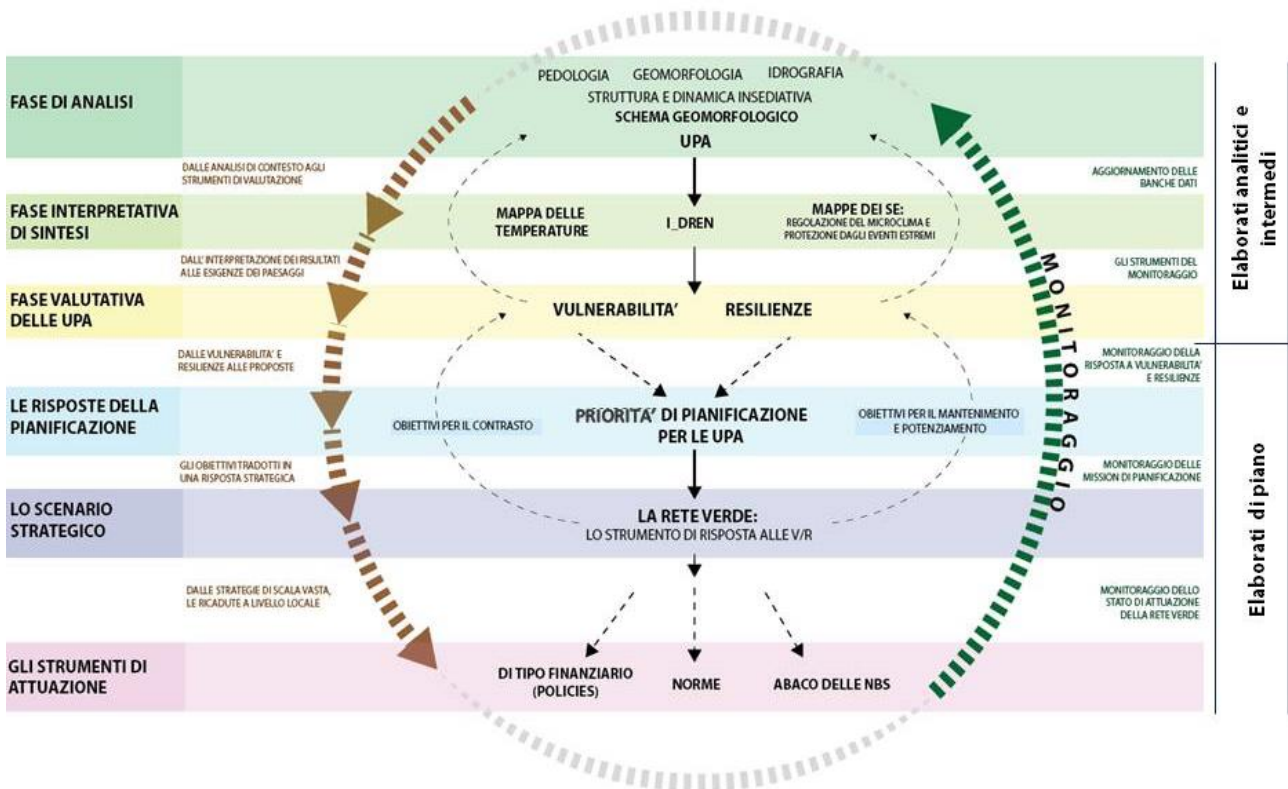 PEDOLOGIA GEOMORFOLOGIA IDROGRAFIA
FASE DI ANALISI
STRUTTURA E DINAMICA INSEDIATIVA
SCHEMA GEOMORFOLOGICO
UPA
DALLE ANALISI DI CONTESTO AGLI
STRUMENTI DI VALUTAZIONE
AGGIORNAMENTO DELLE
BANCHE DATI
FASE INTERPRETATIVA
DI SINTESI
MAPPA DELLE
TEMPERATURE
I_DREN
MAPPE DEI SE:
REGOLAZIONE DEL MICROCLIMA E
PROTEZIONE DAGLI EVENTI ESTREMI
DALL'INTERPRETAZIONE DEI RISULTATI
ALLE ESIGENZE DEI PAESAGGI
GLI STRUMENTI DEL
MONITORAGGIO
FASE VALUTATIVA
DELLE UPA
VULNERABILITA' RESILIENZE
DALLE VULNERABILITA' E
RESILIENZE ALLE PROPOSTE
MONITORAGGIO DELLA
RISPOSTA A VULNERABILITA'
E RESILIENZE
LE RISPOSTE DELLA
PIANIFICAZIONE
OBIETTIVI PER IL CONTRASTO
PRIORITA' DI PIANIFICAZIONE
PER LE UPA
OBIETTIVI PER IL MANTENIMENTO
E POTENZIAMENTO
GLI OBIETTIVI TRADOTTI IN
UNA RISPOSTA STRATEGICA
MONITORAGGIO DELLE
MISSION DI PIANIFICAZIONE
LO SCENARIO
STRATEGICO
LA RETE VERDE:
LO STRUMENTO DI RISPOSTA ALLE V/R
DALLE STRATEGIE DI SCALA VASTA,
LE RICADUTE A LIVELLO LOCALE
MONITORAGGIO DELLO
STATO DI ATTUAZIONE
DELLA RETE VERDE
GLI STRUMENTI DI
ATTUAZIONE
DI TIPO FINANZIARIO
(POLICIES)
NORME
ABACO DELLE NBS
MONITORAGGIO
Elaborati analitici e
intermedi
Elaborati di piano